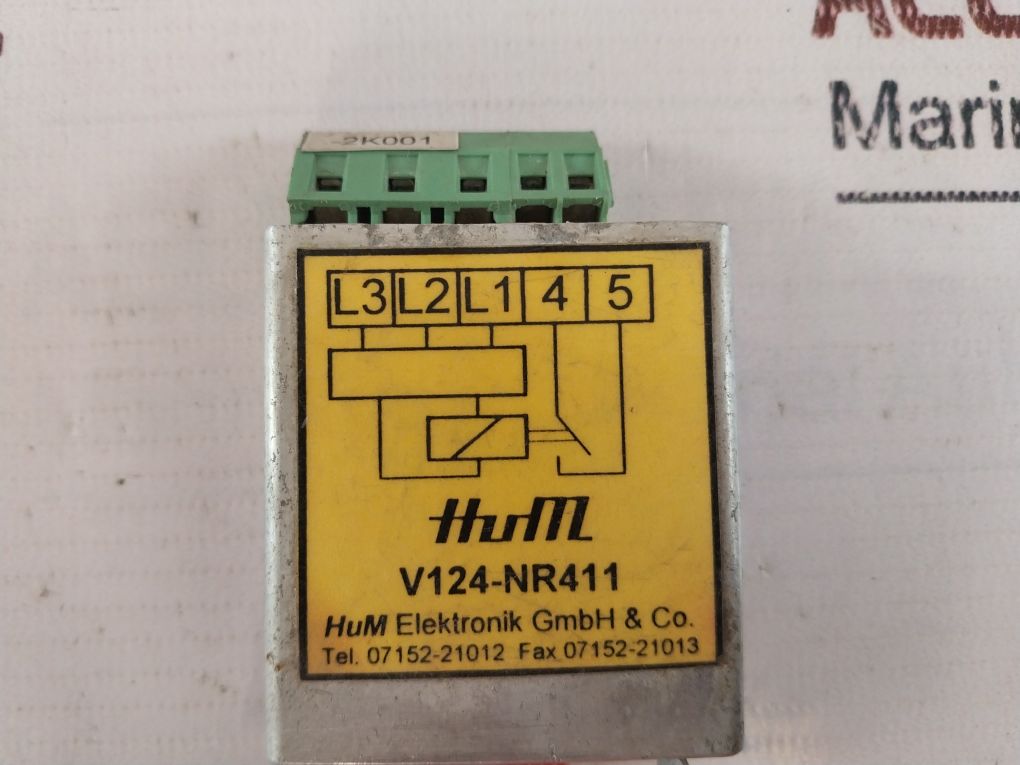 Marin
-2K001
L3 L2 L1 4 5
HuM
V124-NR411
HuM Elektronik GmbH & Co.
Tel. 07152-21012 Fax 07152-21013